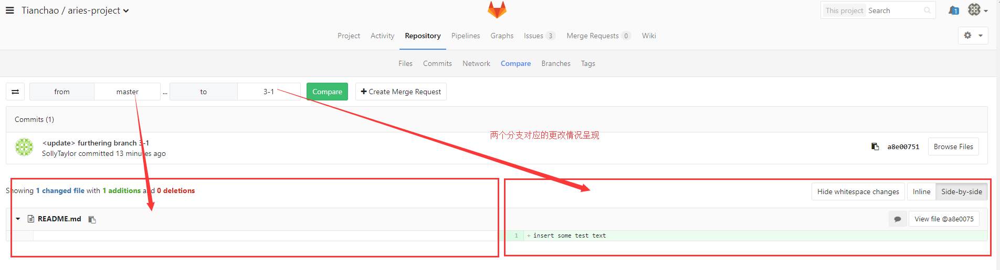 Tianchao / aries-project
This project Search
1
Project Activity Repository Pipelines Graphs Issues 3 Merge Requests 0 Wiki
Files Commits Network Compare Branches Tags
from master ... to 3-1 Compare + Create Merge Request
Commits (1)
两个分支对应的更改情况呈现
<update> furthering branch 3-1
SollyTaylor committed 13 minutes ago
a8e00751 Browse Files
Showing 1 changed file with 1 additions and 0 deletions
Hide whitespace changes Inline Side-by-side
README.md
View file @a8e0075
1 + insert some test text